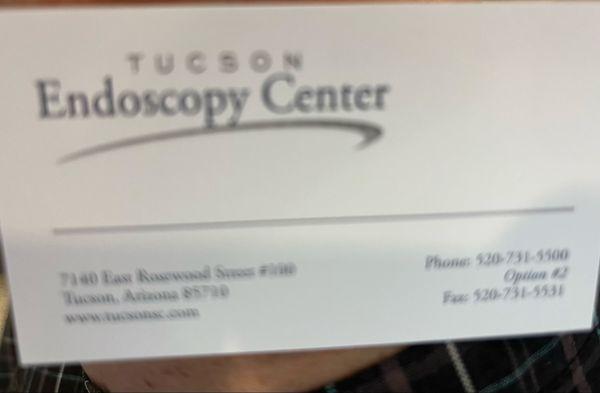 TUCSON
Endoscopy Center
7140 East Rosewood Street #100
Tucson, Arizona 85710
www.tucsonsc.com
Phone: 520-731-5500
Option #2
Fax: 520-731-5531